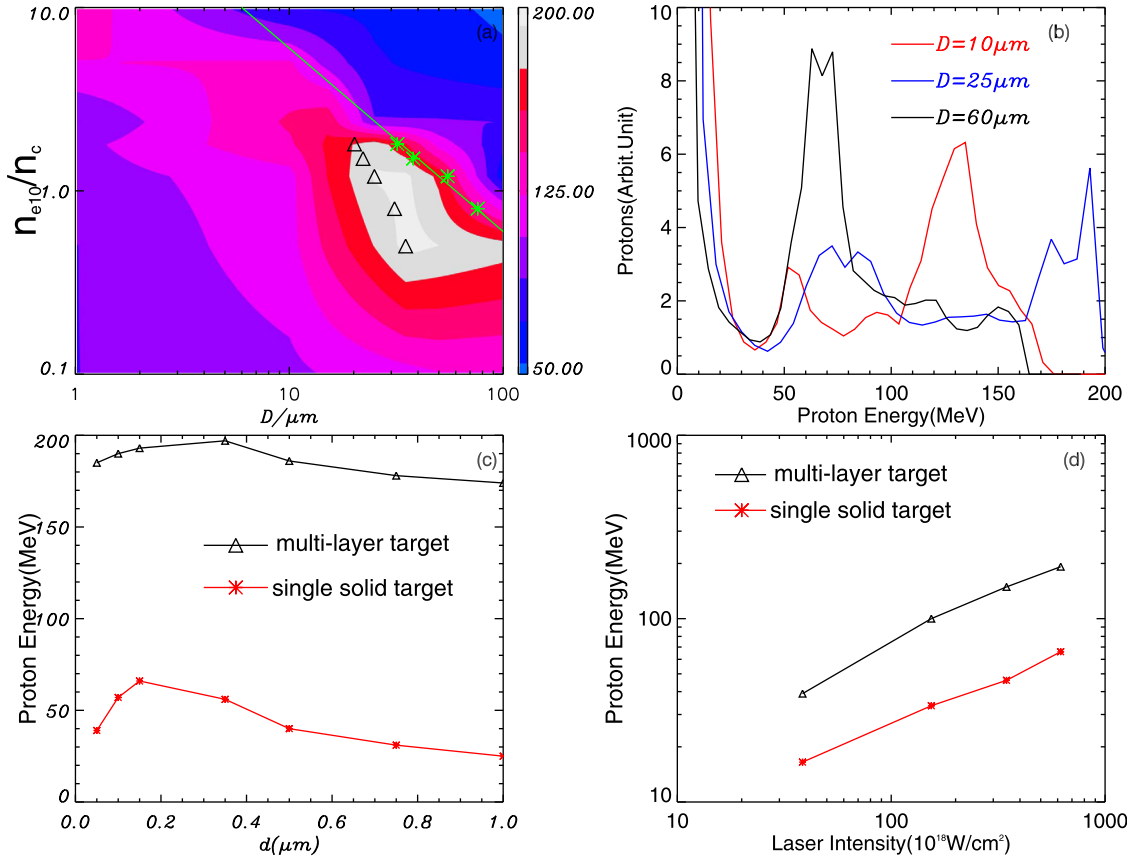 (a)
10.0
1.0
0.1
n_e10/n_c
1
10
100
D/μm
200.00
125.00
50.00
(b)
D=10μm
D=25μm
D=60μm
10
8
6
4
2
0
Protons(Arbit.Unit)
0
50
100
150
200
Proton Energy(MeV)
(c)
multi-layer target
single solid target
200
150
100
50
0
Proton Energy(MeV)
0.0
0.2
0.4
0.6
0.8
1.0
d(μm)
(d)
multi-layer target
single solid target
1000
100
10
Proton Energy(MeV)
10
100
1000
Laser Intensity(10¹⁸W/cm²)